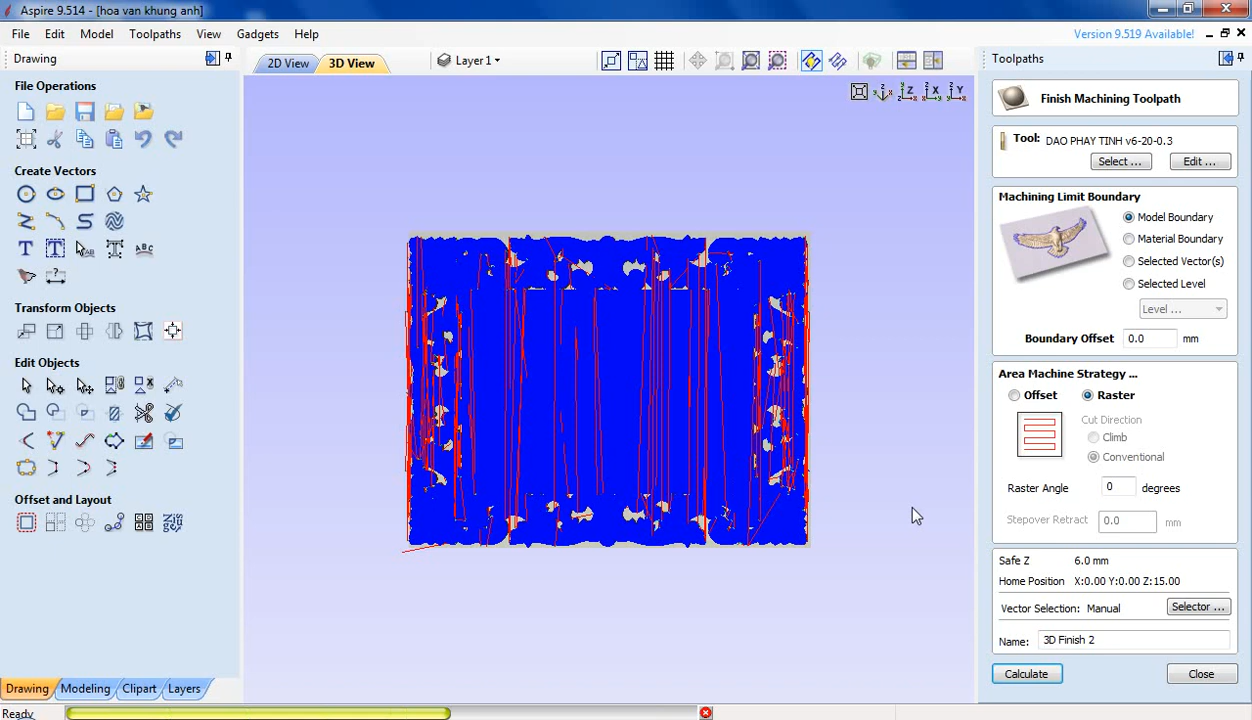 Aspire 9.514 - [hoa van khung anh]
File Edit Model Toolpaths View Gadgets Help
Version 9.519 Available!
Drawing
2D View 3D View
Layer 1
Toolpaths
File Operations
Create Vectors
Transform Objects
Edit Objects
Offset and Layout
Drawing Modeling Clipart Layers
Ready
Z X Y
Finish Machining Toolpath
Tool: DAO PHAY TINH v6-20-0.3
Select ... Edit ...
Machining Limit Boundary
Model Boundary
Material Boundary
Selected Vector(s)
Selected Level
Level ...
Boundary Offset 0.0 mm
Area Machine Strategy ...
Offset Raster
Cut Direction
Climb
Conventional
Raster Angle 0 degrees
Stepover Retract 0.0 mm
Safe Z 6.0 mm
Home Position X:0.00 Y:0.00 Z:15.00
Vector Selection: Manual Selector ...
Name: 3D Finish 2
Calculate Close